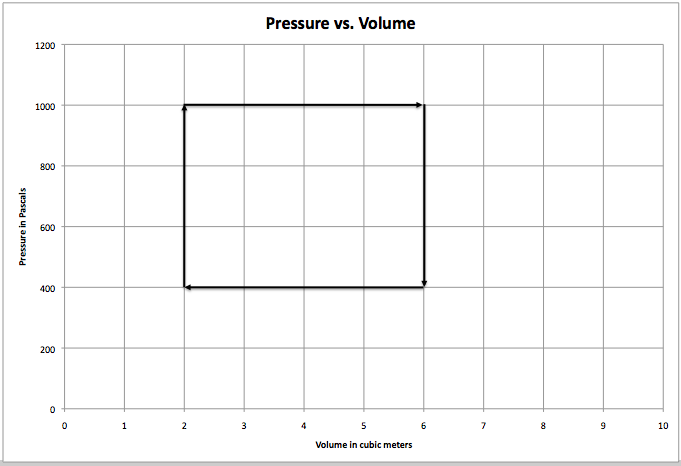 Pressure vs. Volume
1200
1000
800
600
400
200
0
Pressure in Pascals
0 1 2 3 4 5 6 7 8 9 10
Volume in cubic meters